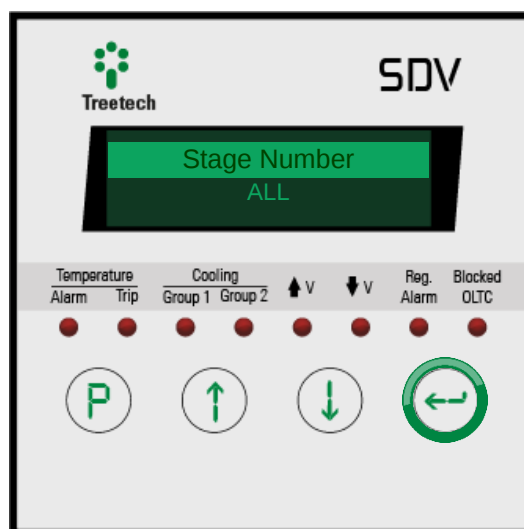 Treetech
SDV
Stage Number
ALL
Temperature
Alarm Trip
Cooling
Group 1 Group 2
V
V
Reg.
Alarm
Blocked
OLTC
P